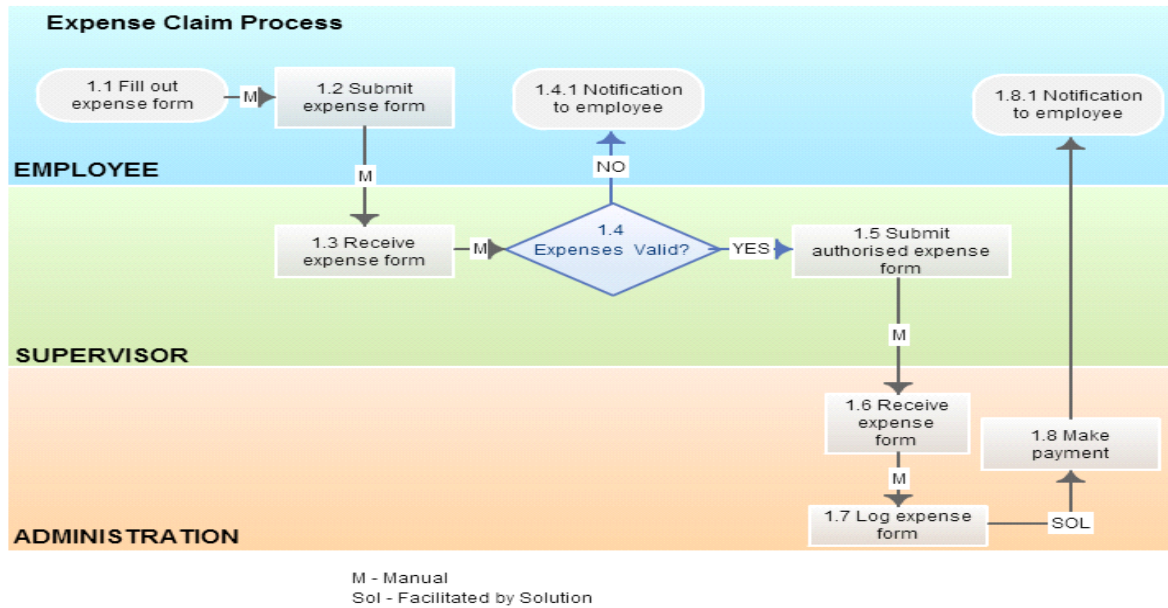 Expense Claim Process
1.1 Fill out
expense form
M
1.2 Submit
expense form
1.4.1 Notification
to employee
1.8.1 Notification
to employee
M
NO
EMPLOYEE
1.3 Receive
expense form
M
1.4
Expenses Valid?
YES
1.5 Submit
authorised expense
form
M
SUPERVISOR
1.6 Receive
expense
form
1.8 Make
payment
M
1.7 Log expense
form
SOL
ADMINISTRATION
M - Manual
Sol - Facilitated by Solution